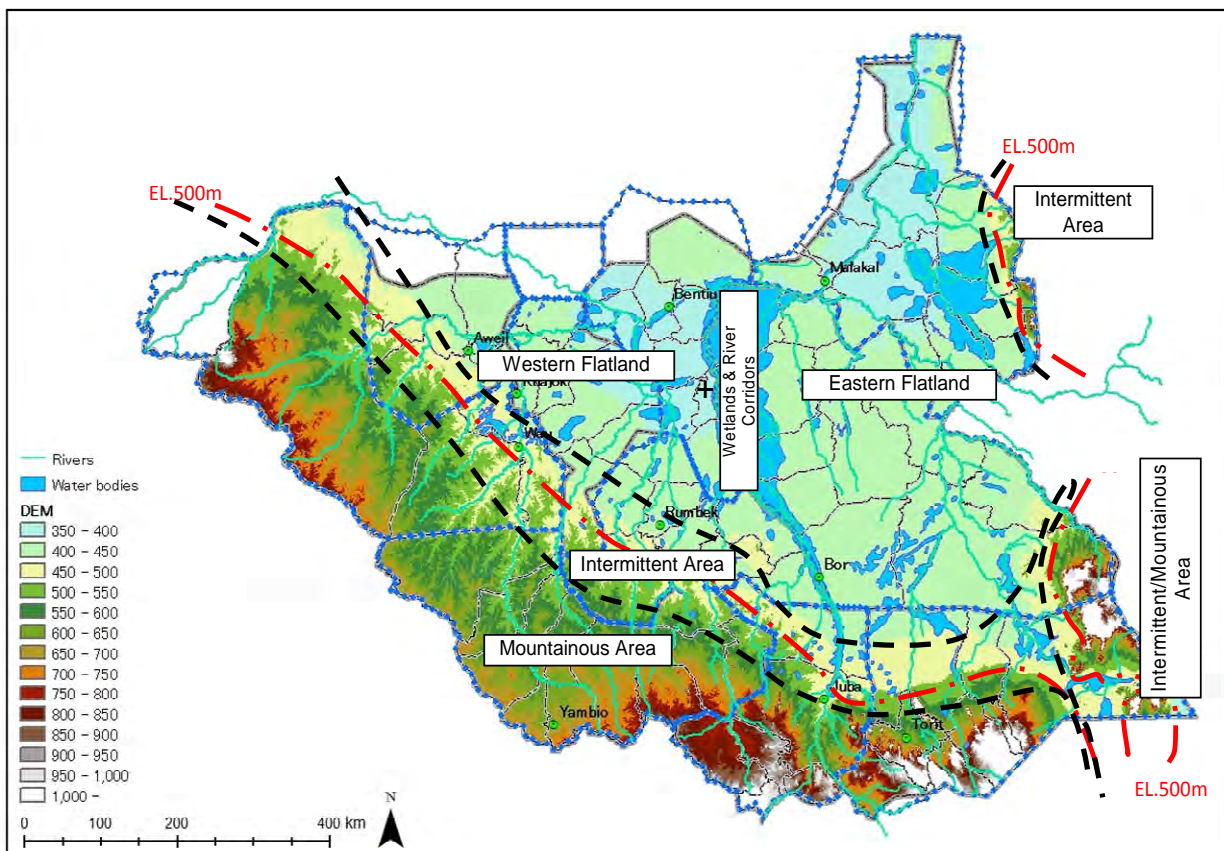 EL.500m
EL.500m
Intermittent
Area
Malakal
Bentiu
Aweil
Western Flatland
Wetlands & River
Corridors
Eastern Flatland
Kuajok
Wau
Rumbek
Intermittent Area
Bor
Intermittent/Mountainous
Area
Mountainous Area
Juba
Yambio
Torit
EL.500m
Rivers
Water bodies
DEM
350 - 400
400 - 450
450 - 500
500 - 550
550 - 600
600 - 650
650 - 700
700 - 750
750 - 800
800 - 850
850 - 900
900 - 950
950 - 1,000
1,000 -
N
0 100 200 400 km